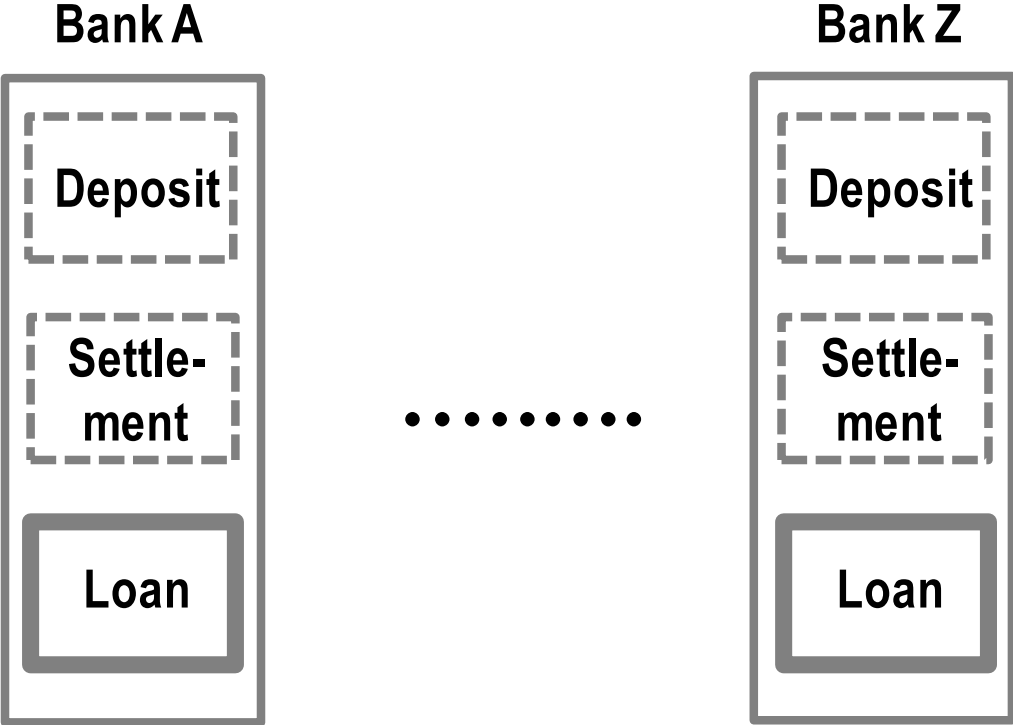 Bank A
Deposit
Settle-
ment
Loan
Bank Z
Deposit
Settle-
ment
Loan